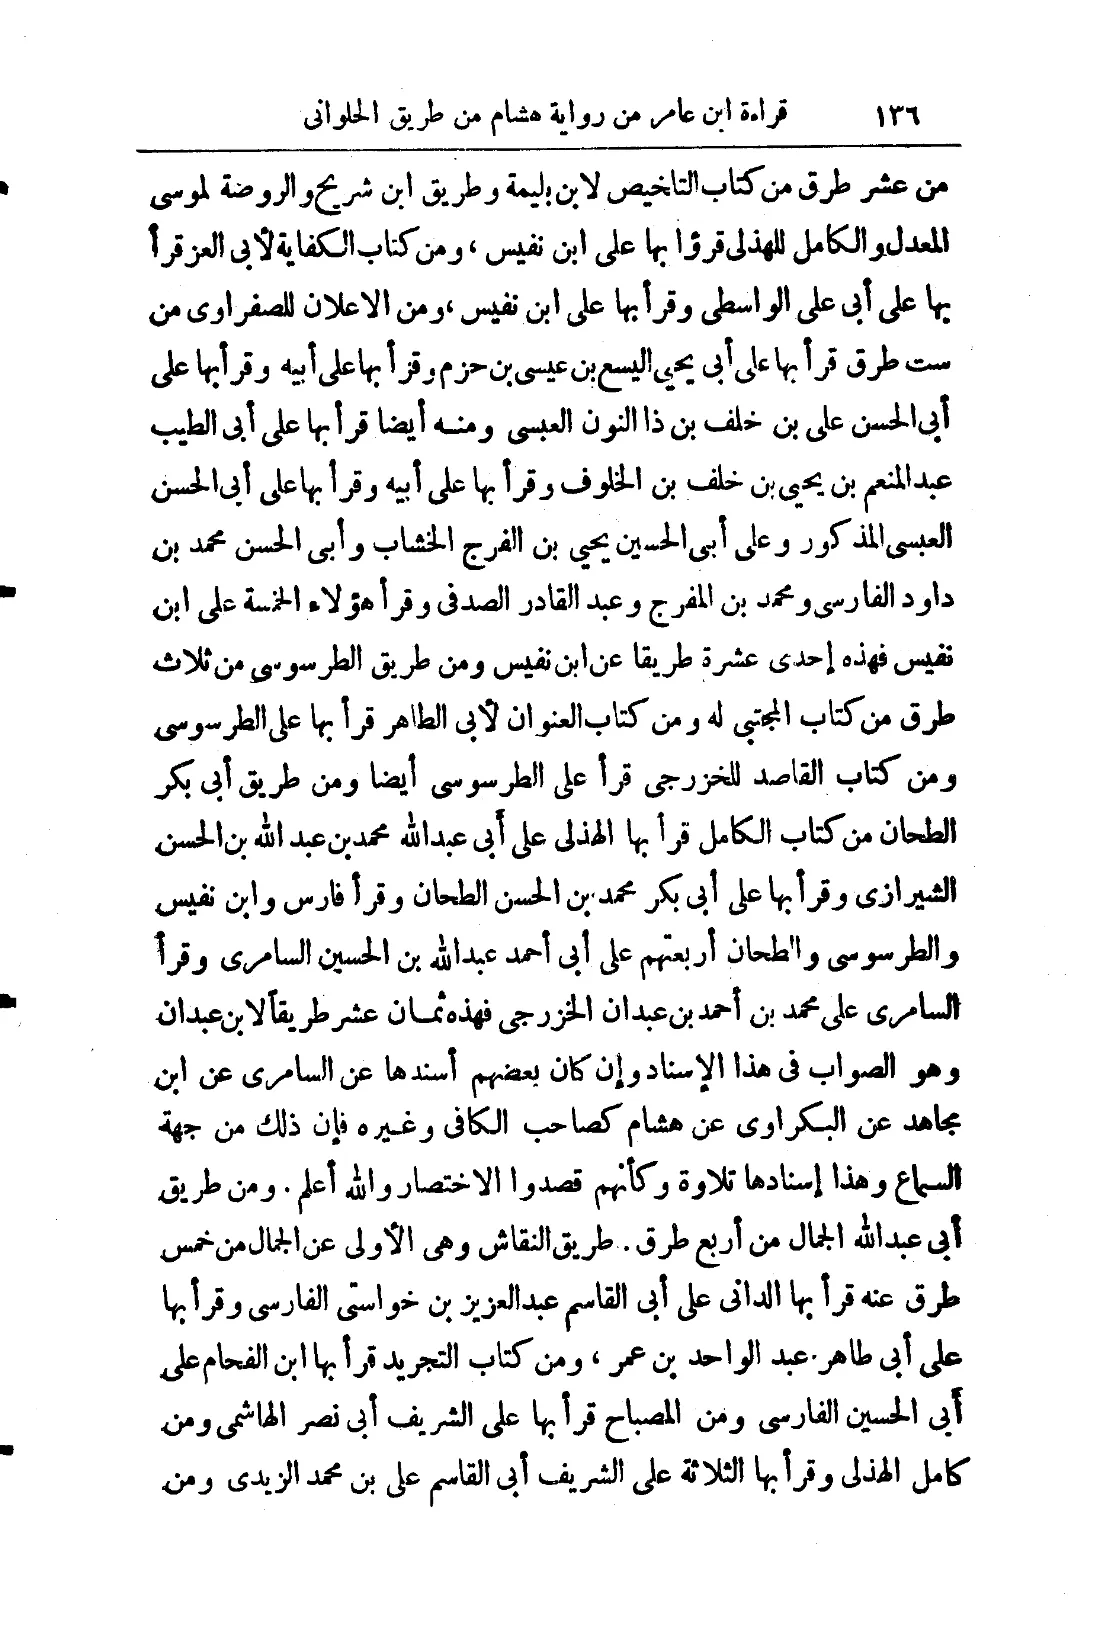 ١٣٦ قراءة ابن عامر من رواية هشام من طريق الحلوانى
من عشر طرق من كتاب التلخيص لابن بليمة وطريق ابن شريح والروضة لموسى
المعدل والكامل للهذلى قرؤا بها على ابن نفيس ، ومن كتاب الكفاية لأبى العز قرأ
بها على أبى على الواسطى وقرأ بها على ابن نفيس ، ومن الاعلان للصفراوى من
ست طرق قرأ بها على أبى يحيى اليسع بن عيسى بن حزم وقرأ بها على أبيه وقرأ بها على
أبى الحسن على بن خلف بن ذا النون العبسى ومنه أيضا قرأ بها على أبى الطيب
عبد المنعم بن يحيى بن خلف بن الخلوف وقرأ بها على أبيه وقرأ بها على أبى الحسن
العبسى المذكور وعلى أبى الحسين يحيى بن الفرج الخشاب وأبى الحسن محمد بن
داود الفارسى ومحمد بن المفرج وعبد القادر الصدفى وقرأ هؤلاء الخمسة على ابن
نفيس فهذه إحدى عشرة طريقا عن ابن نفيس ومن طريق الطرسوسى من ثلاث
طرق من كتاب المجتبى له ومن كتاب العنوان لأبى الطاهر قرأ بها على الطرسوسى
ومن كتاب القاصد للخزرجى قرأ على الطرسوسى أيضا ومن طريق أبى بكر
الطحان من كتاب الكامل قرأ بها الهذلى على أبى عبدالله محمد بن عبد الله بن الحسن
الشيرازى وقرأ بها على أبى بكر محمد بن الحسن الطحان وقرأ فارس وابن نفيس
والطرسوسى والطحان أربعتهم على أبى أحمد عبدالله بن الحسين السامرى وقرأ
السامرى على محمد بن أحمد بن عبدان الخزرجى فهذه ثمان عشر طريقاً لابن عبدان
وهو الصواب فى هذا الإسناد وإن كان بعضهم أسندها عن السامرى عن ابن
مجاهد عن البكراوى عن هشام كصاحب الكافى وغيره فإن ذلك من جهة
السماع وهذا إسنادها تلاوة وكأنهم قصدوا الاختصار والله أعلم . ومن طريق
أبى عبدالله الجمال من أربع طرق . طريق النقاش وهى الأولى عن الجمال من خمس
طرق عنه قرأ بها الدانى على أبى القاسم عبدالعزيز بن خواستى الفارسى وقرأ بها
على أبى طاهر عبد الواحد بن عمر ، ومن كتاب التجريد قرأ بها ابن الفحام على
أبى الحسين الفارسى ومن المصباح قرأ بها على الشريف أبى نصر الهاشمى ومن
كامل الهذلى وقرأ بها الثلاثة على الشريف أبى القاسم على بن محمد الزيدى ومن